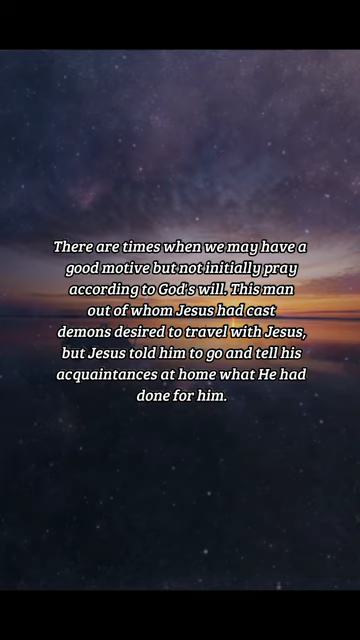 There are times when we may have a
good motive but not initially pray
according to God's will. This man
out of whom Jesus had cast
demons desired to travel with Jesus,
but Jesus told him to go and tell his
acquaintances at home what He had
done for him.